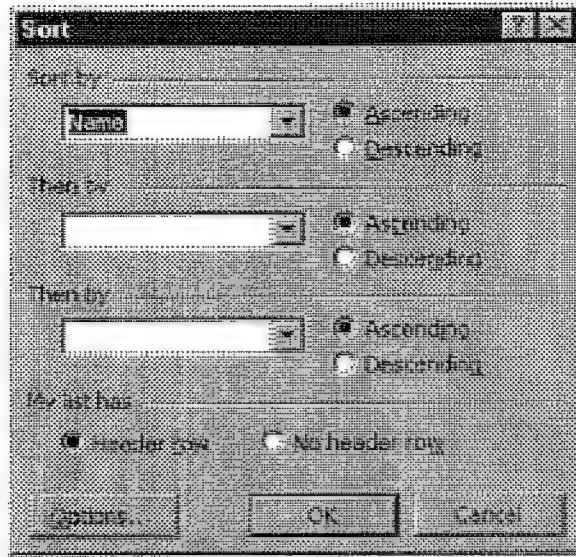 Sort
Sort by
Name
Ascending
Descending
Then by
Ascending
Descending
Then by
Ascending
Descending
My list has
Header row
No header row
Options...
OK
Cancel